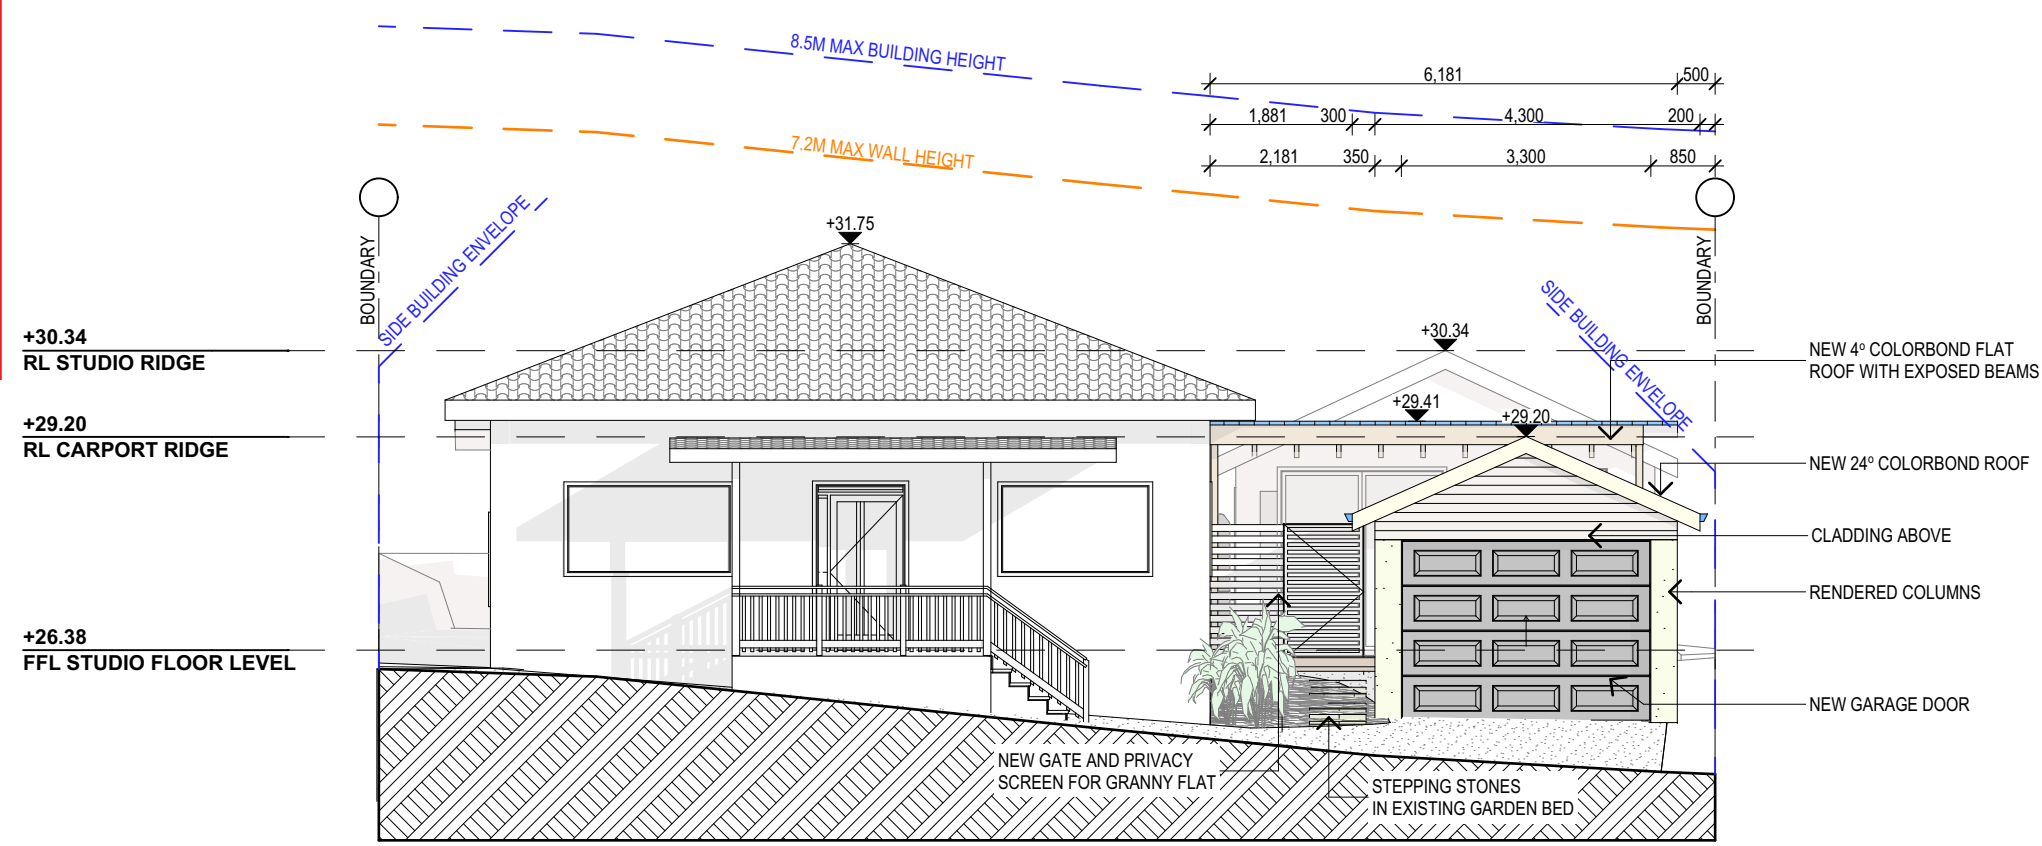 8.5M MAX BUILDING HEIGHT
6,181 500
1,881 300 4,300 200
7.2M MAX WALL HEIGHT
2,181 350 3,300 850
BOUNDARY
SIDE BUILDING ENVELOPE
+31.75
SIDE BUILDING ENVELOPE
BOUNDARY
+30.34
RL STUDIO RIDGE
+30.34
NEW 4º COLORBOND FLAT
ROOF WITH EXPOSED BEAMS
+29.41
+29.20
+29.20
RL CARPORT RIDGE
NEW 24º COLORBOND ROOF
CLADDING ABOVE
RENDERED COLUMNS
+26.38
FFL STUDIO FLOOR LEVEL
NEW GARAGE DOOR
NEW GATE AND PRIVACY
SCREEN FOR GRANNY FLAT
STEPPING STONES
IN EXISTING GARDEN BED